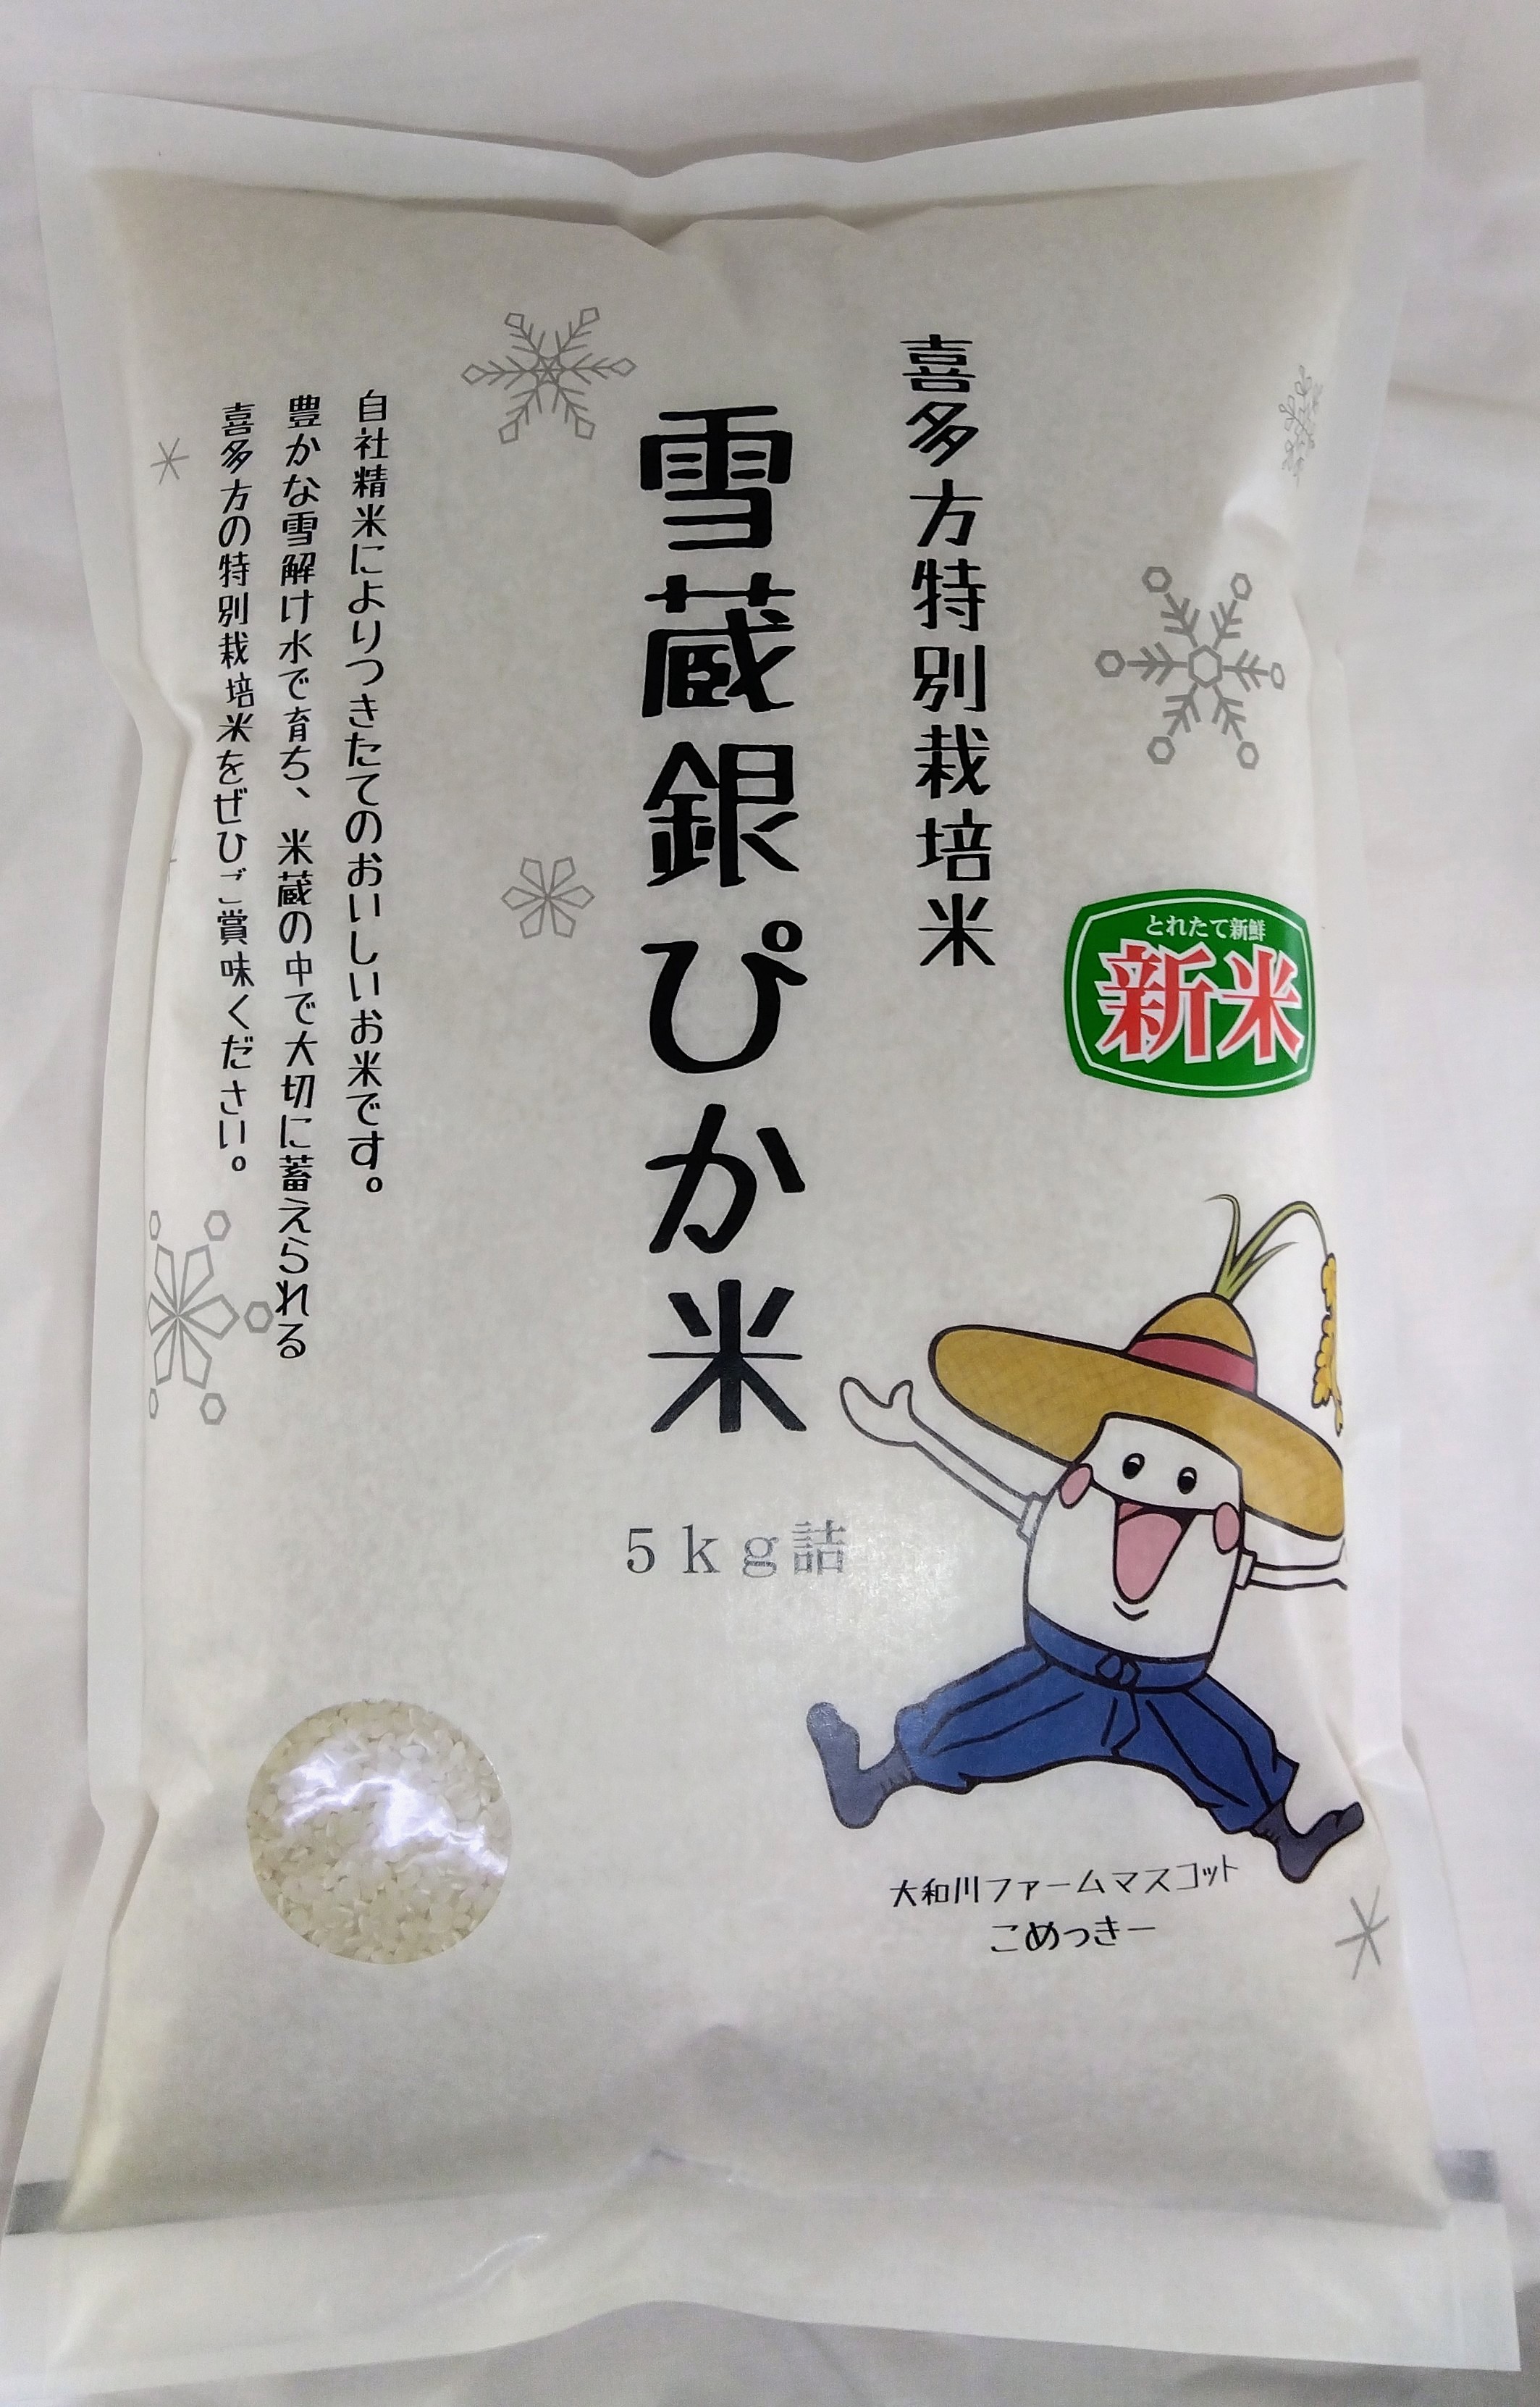 喜多方特別栽培米
雪蔵銀ぴか米
5kg詰
自社精米によりつきたてのおいしいお米です。
豊かな雪解け水で育ち、米蔵の中で大切に蓄えられる
喜多方の特別栽培米をぜひご賞味ください。
とれたて新鮮
新米
大和川ファームマスコット
こめっきー